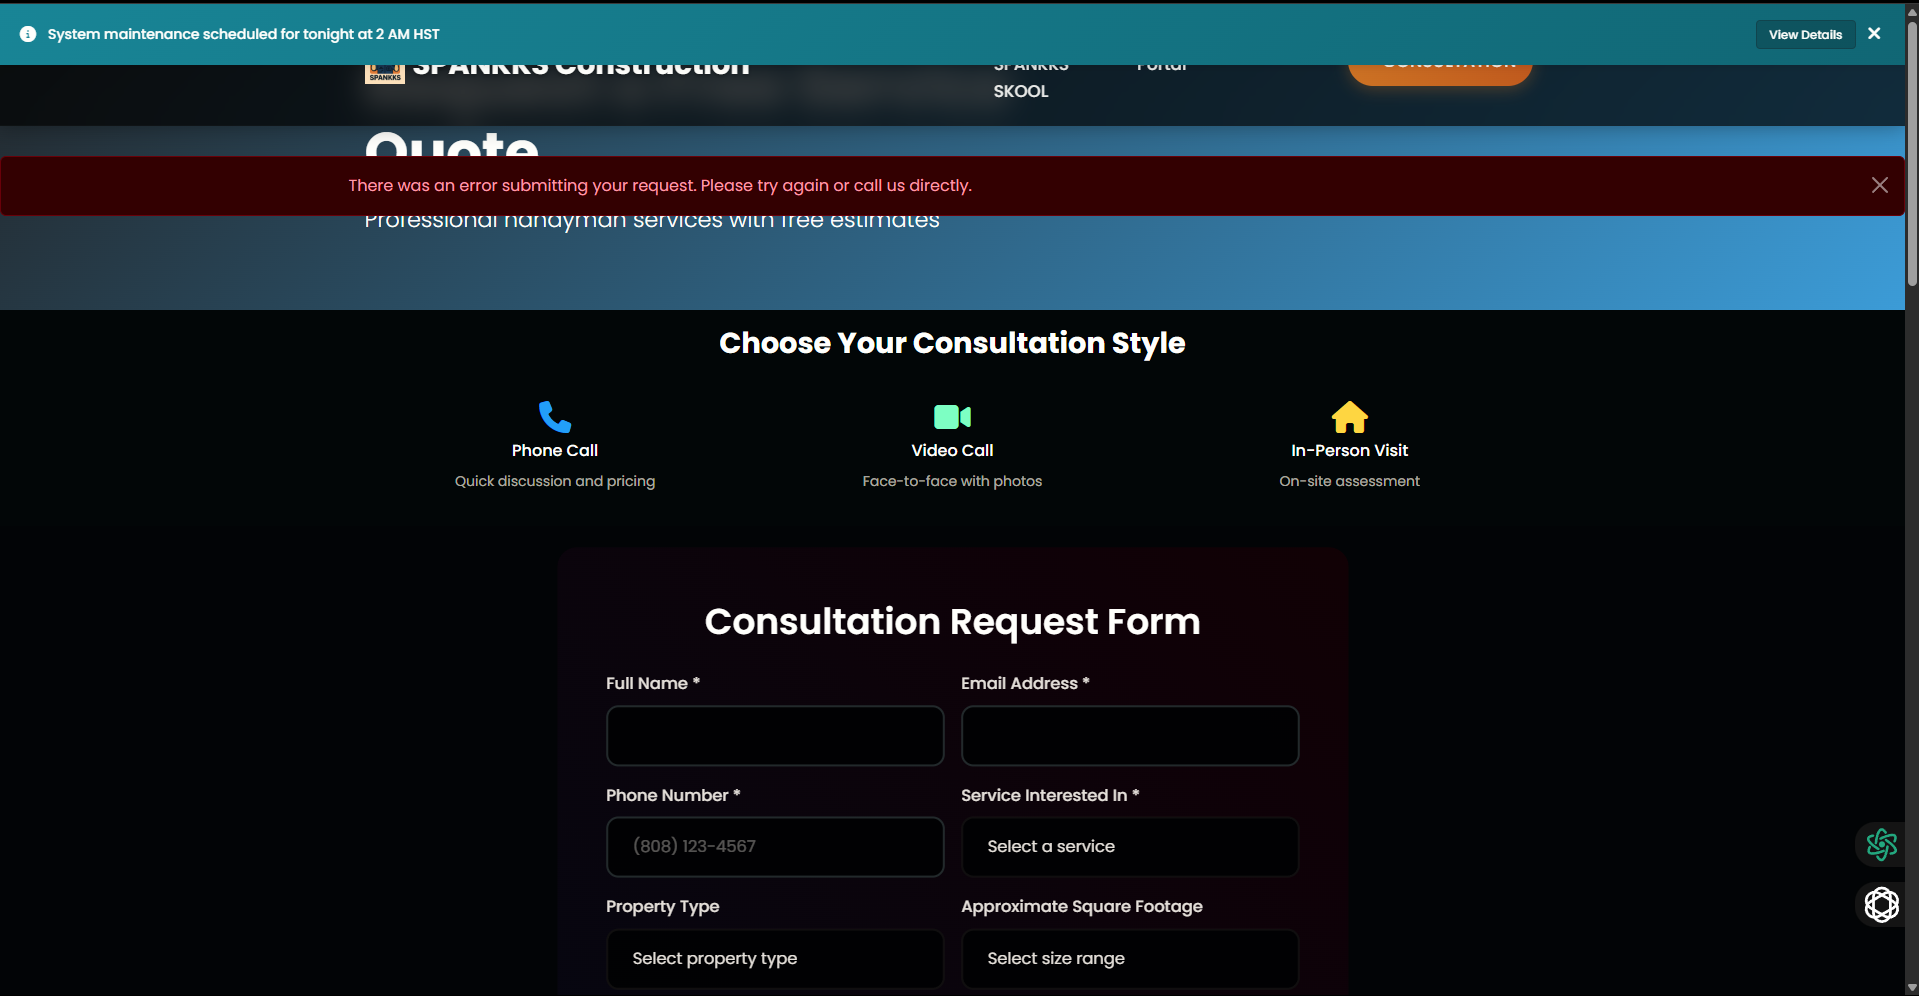 System maintenance scheduled for tonight at 2 AM HST
View Details
SPANKKS
SPANKKS Construction
SPANKKS
SKOOL
Portal
CONSULTATION
Quote
There was an error submitting your request. Please try again or call us directly.
Professional handyman services with free estimates
Choose Your Consultation Style
Phone Call
Quick discussion and pricing
Video Call
Face-to-face with photos
In-Person Visit
On-site assessment
Consultation Request Form
Full Name *
Email Address *
Phone Number *
Service Interested In *
(808) 123-4567
Select a service
Property Type
Approximate Square Footage
Select property type
Select size range